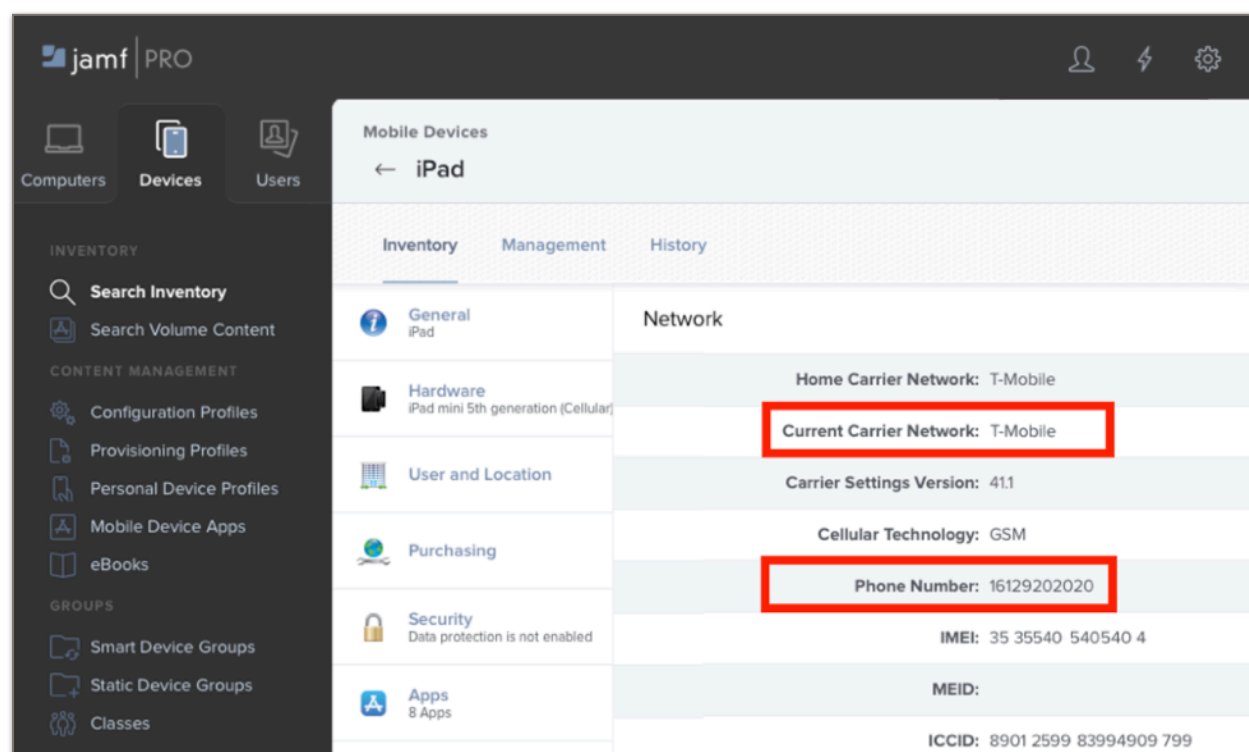 jamf PRO
Computers
Devices
Users
INVENTORY
Search Inventory
Search Volume Content
CONTENT MANAGEMENT
Configuration Profiles
Provisioning Profiles
Personal Device Profiles
Mobile Device Apps
eBooks
GROUPS
Smart Device Groups
Static Device Groups
Classes
Mobile Devices
← iPad
Inventory Management History
General
iPad
Hardware
iPad mini 5th generation (Cellular)
User and Location
Purchasing
Security
Data protection is not enabled
Apps
8 Apps
Network
Home Carrier Network: T-Mobile
Current Carrier Network: T-Mobile
Carrier Settings Version: 41.1
Cellular Technology: GSM
Phone Number: 16129202020
IMEI: 35 35540 540540 4
MEID:
ICCID: 8901 2599 83994909 799